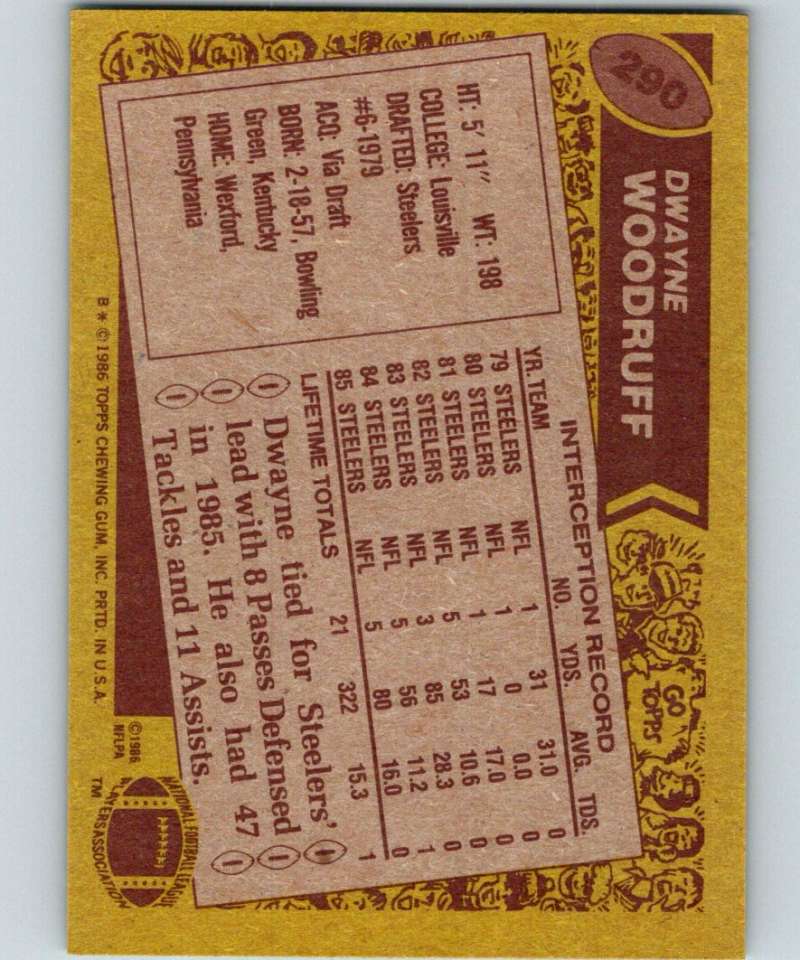 290
DWAYNE
WOODRUFF
HT: 5' 11" WT: 198
COLLEGE: Louisville
DRAFTED: Steelers
#6-1979
ACQ: Via Draft
BORN: 2-18-57, Bowling
Green, Kentucky
HOME: Wexford,
Pennsylvania
INTERCEPTION RECORD
YR. TEAM NO. YDS. AVG. TDS.
79 STEELERS NFL 1 31 31.0 0
80 STEELERS NFL 1 0 0.0 0
81 STEELERS NFL 1 17 17.0 0
82 STEELERS NFL 5 53 10.6 0
83 STEELERS NFL 3 85 28.3 0
84 STEELERS NFL 5 56 11.2 1
85 STEELERS NFL 5 80 16.0 0
LIFETIME TOTALS 21 322 15.3 1
Dwayne tied for Steelers'
lead with 8 Passes Defensed
in 1985. He also had 47
Tackles and 11 Assists.
GO
TOPPS
B * © 1986 TOPPS CHEWING GUM, INC. PRTD. IN U.S.A.
© 1986
NFLPA
NATIONAL FOOTBALL LEAGUE
PLAYERS ASSOCIATION
TM